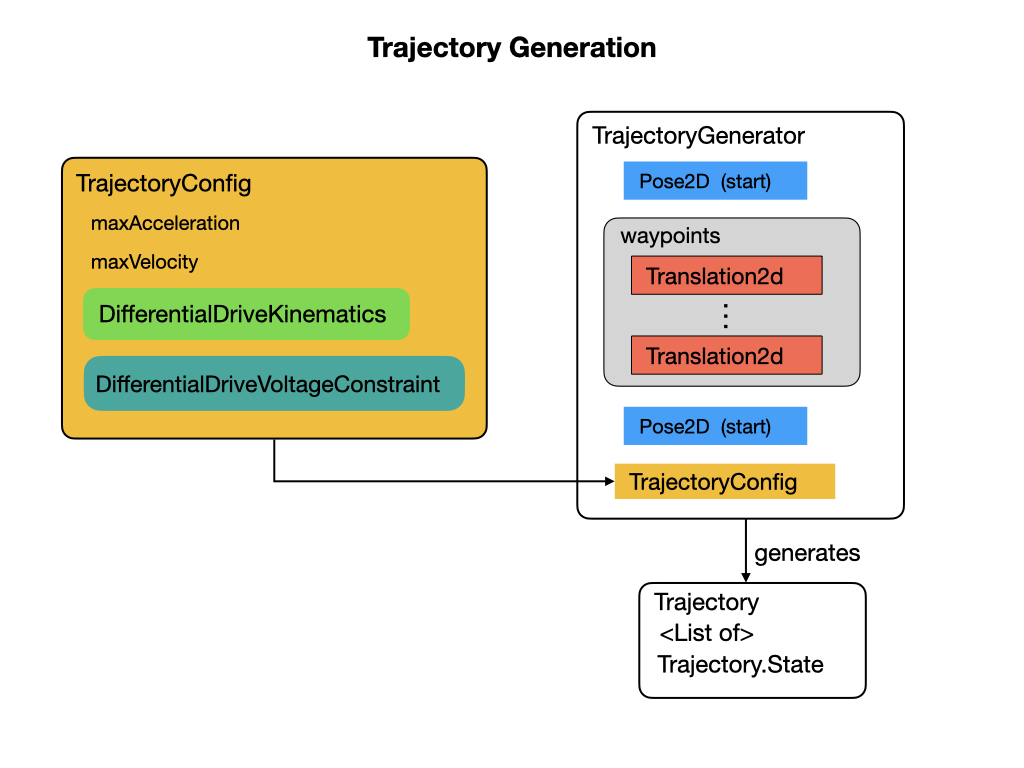 Trajectory Generation
TrajectoryConfig
maxAcceleration
maxVelocity
DifferentialDriveKinematics
DifferentialDriveVoltageConstraint
TrajectoryGenerator
Pose2D (start)
waypoints
Translation2d
⋮
Translation2d
Pose2D (start)
TrajectoryConfig
generates
Trajectory
<List of>
Trajectory.State